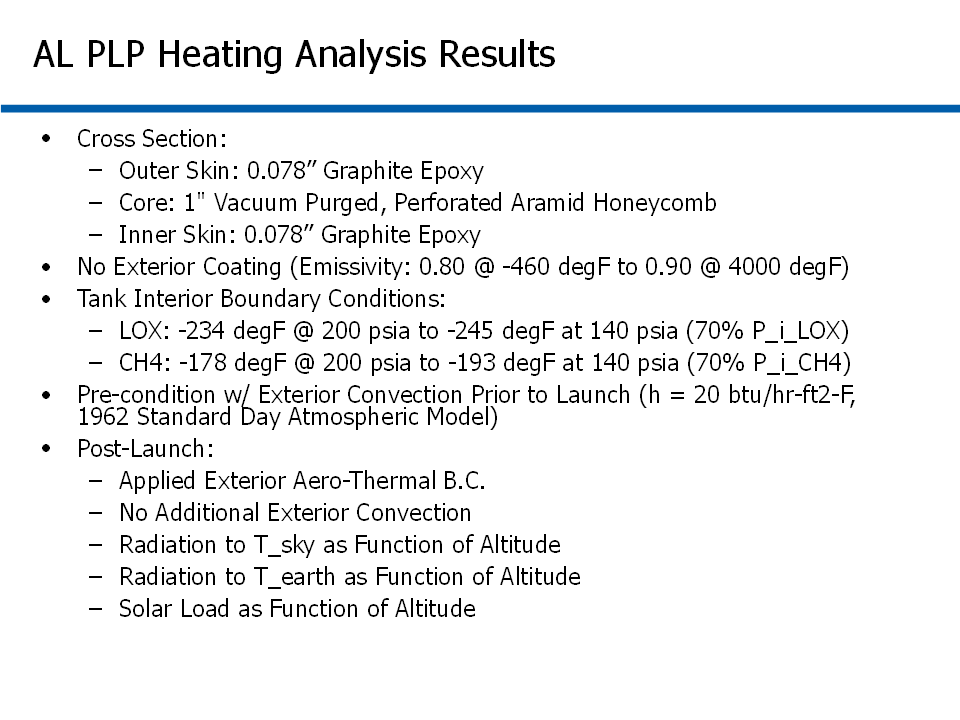 AL PLP Heating Analysis Results
• Cross Section:
– Outer Skin: 0.078” Graphite Epoxy
– Core: 1" Vacuum Purged, Perforated Aramid Honeycomb
– Inner Skin: 0.078” Graphite Epoxy
• No Exterior Coating (Emissivity: 0.80 @ -460 degF to 0.90 @ 4000 degF)
• Tank Interior Boundary Conditions:
– LOX: -234 degF @ 200 psia to -245 degF at 140 psia (70% P_i_LOX)
– CH4: -178 degF @ 200 psia to -193 degF at 140 psia (70% P_i_CH4)
• Pre-condition w/ Exterior Convection Prior to Launch (h = 20 btu/hr-ft2-F,
1962 Standard Day Atmospheric Model)
• Post-Launch:
– Applied Exterior Aero-Thermal B.C.
– No Additional Exterior Convection
– Radiation to T_sky as Function of Altitude
– Radiation to T_earth as Function of Altitude
– Solar Load as Function of Altitude